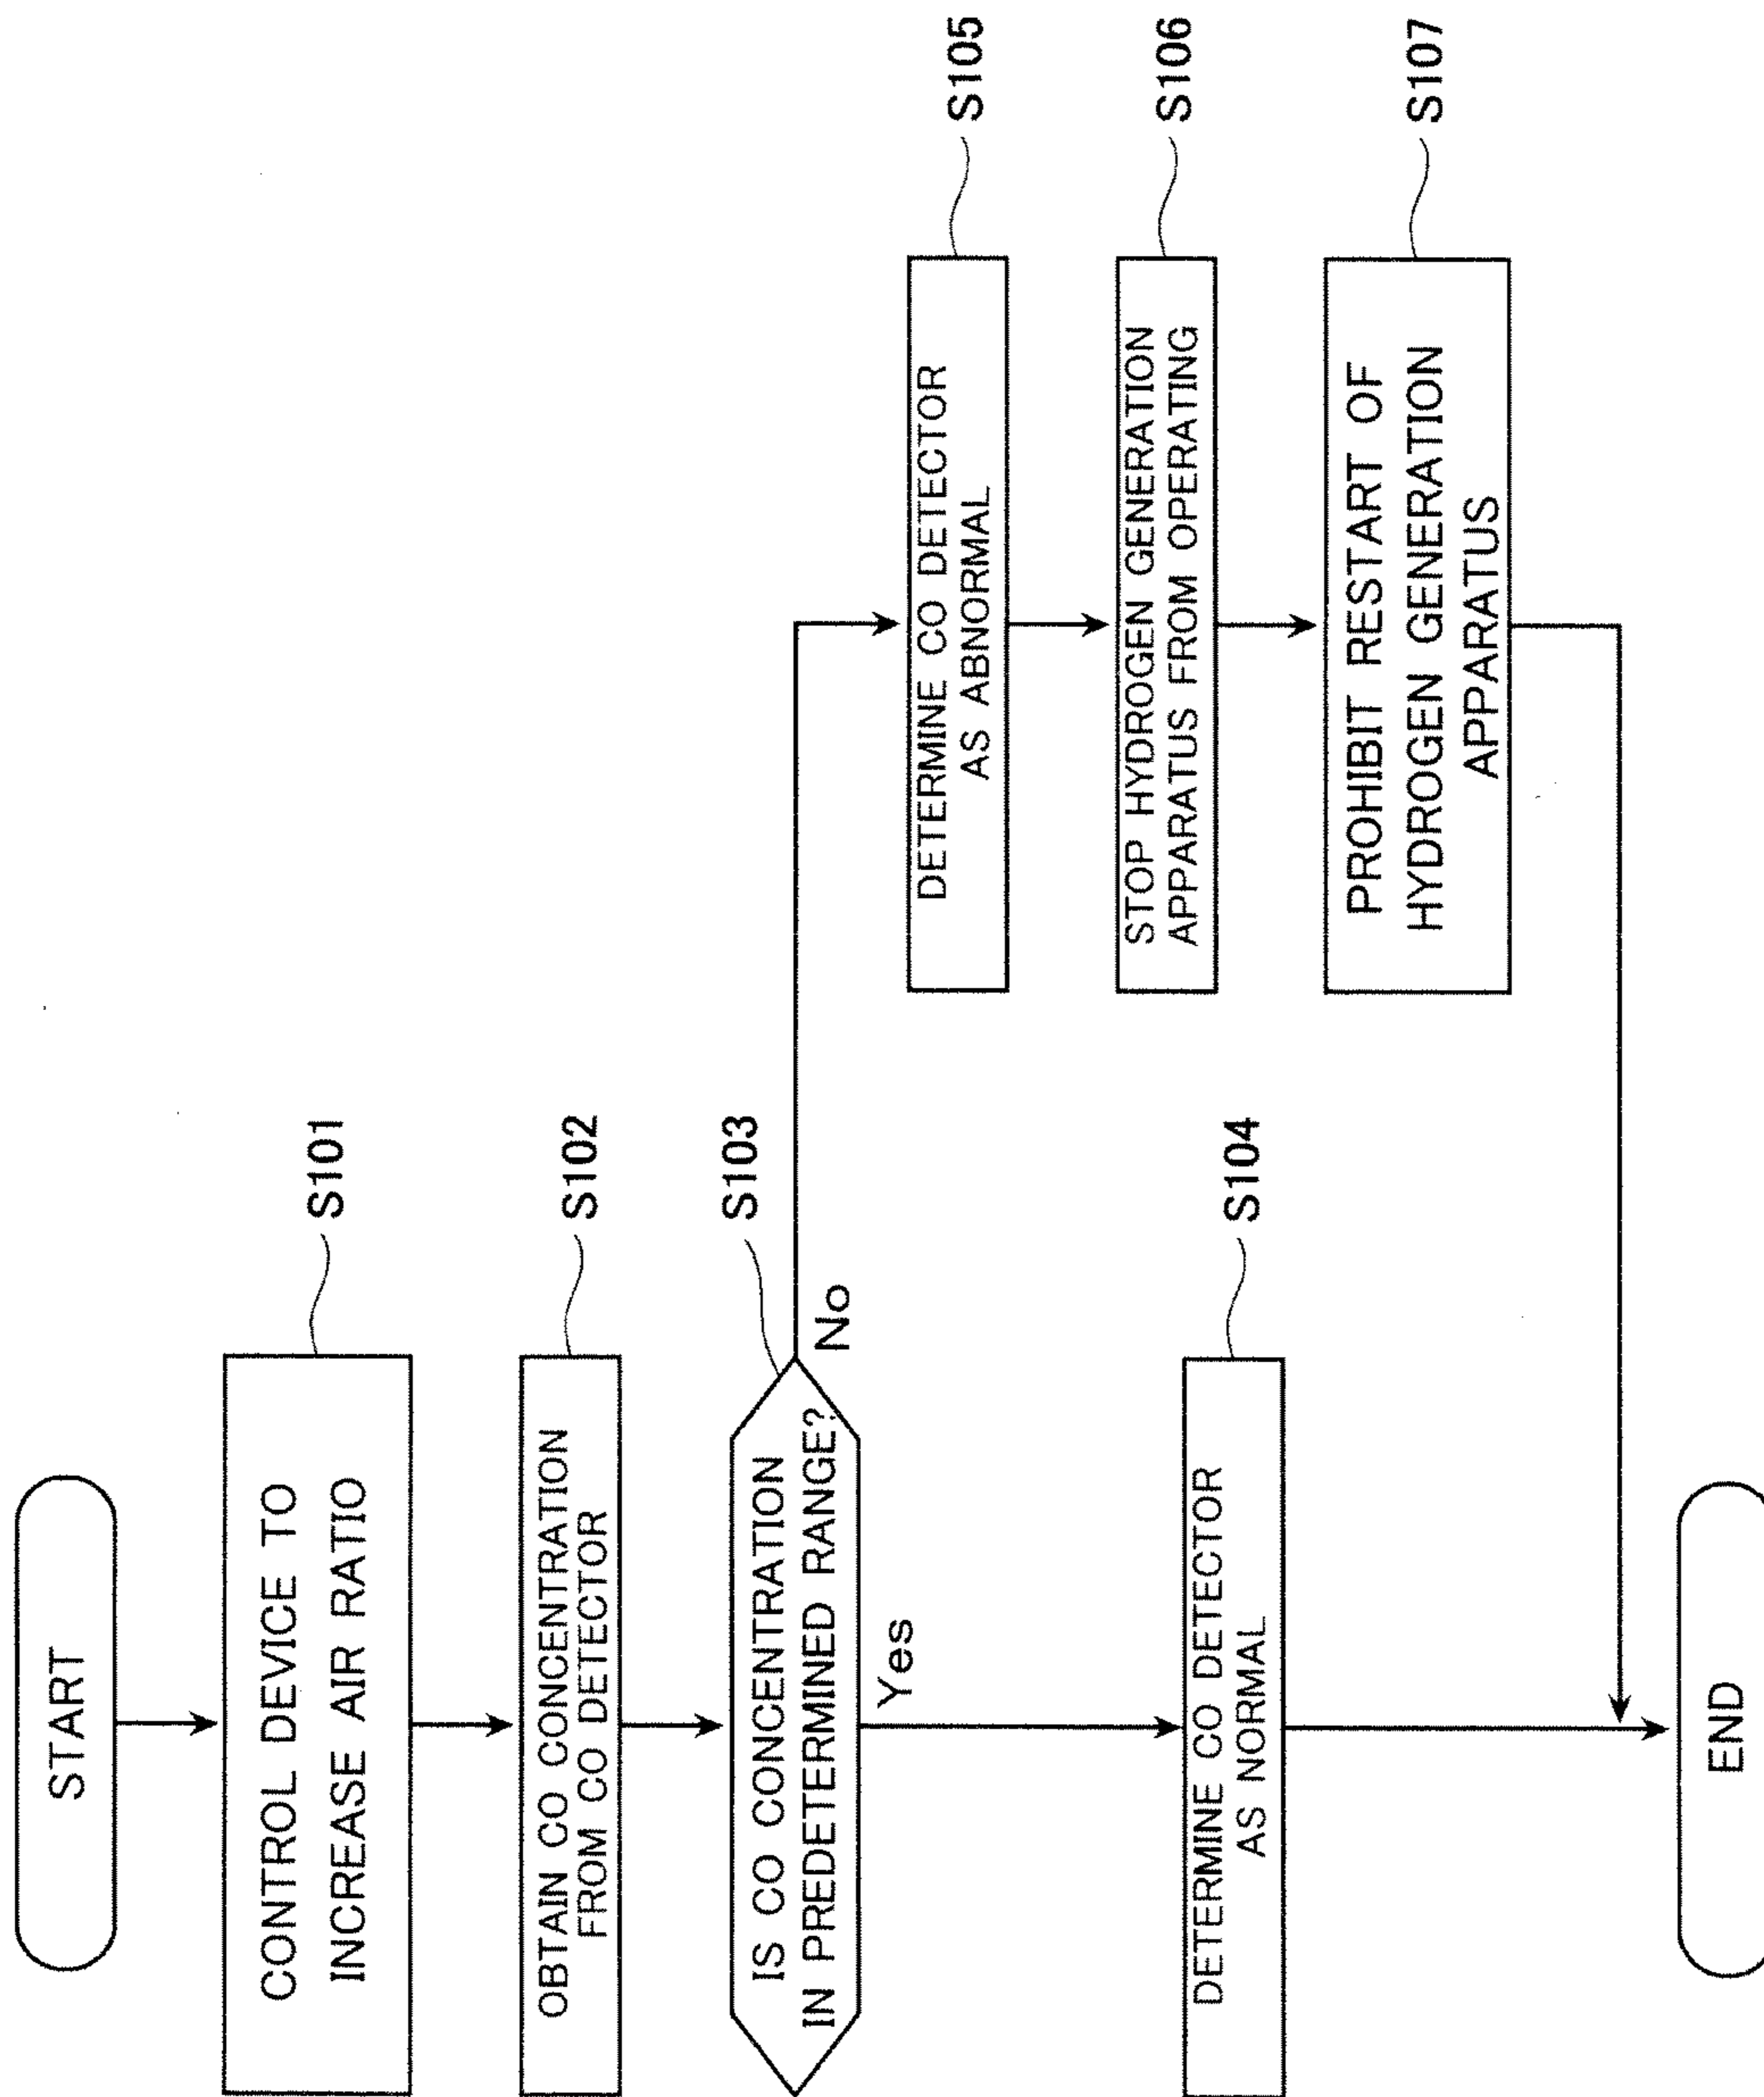 START
CONTROL DEVICE TO
INCREASE AIR RATIO
S101
OBTAIN CO CONCENTRATION
FROM CO DETECTOR
S102
IS CO CONCENTRATION
IN PREDETERMINED RANGE?
S103
No
Yes
DETERMINE CO DETECTOR
AS NORMAL
S104
DETERMINE CO DETECTOR
AS ABNORMAL
S105
STOP HYDROGEN GENERATION
APPARATUS FROM OPERATING
S106
PROHIBIT RESTART OF
HYDROGEN GENERATION
APPARATUS
S107
END